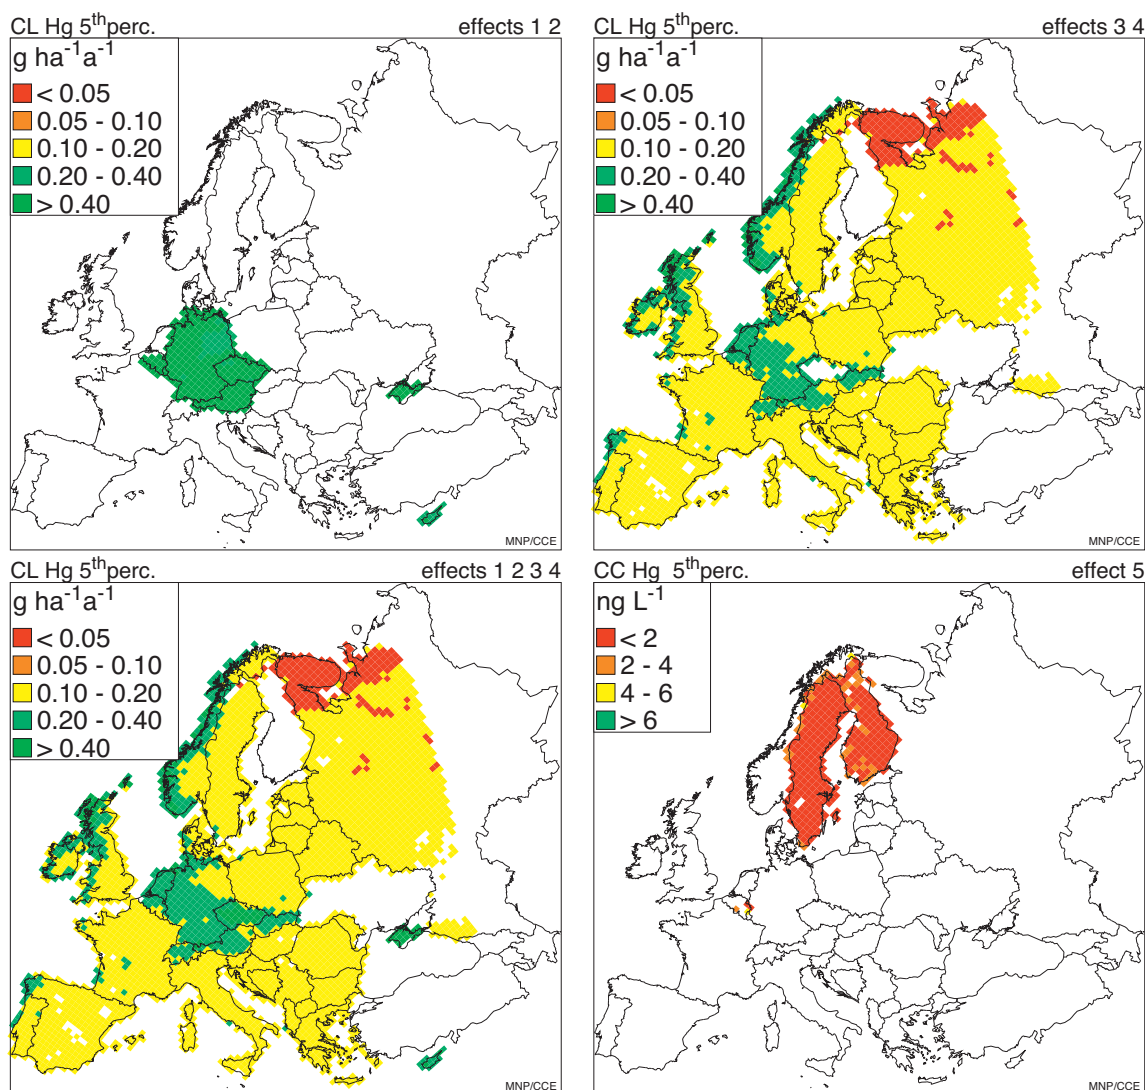 CL Hg 5th perc. effects 1 2
g ha-1a-1
< 0.05
0.05 - 0.10
0.10 - 0.20
0.20 - 0.40
> 0.40
MNP/CCE
CL Hg 5th perc. effects 3 4
g ha-1a-1
< 0.05
0.05 - 0.10
0.10 - 0.20
0.20 - 0.40
> 0.40
MNP/CCE
CL Hg 5th perc. effects 1 2 3 4
g ha-1a-1
< 0.05
0.05 - 0.10
0.10 - 0.20
0.20 - 0.40
> 0.40
MNP/CCE
CC Hg 5th perc. effect 5
ng L-1
< 2
2 - 4
4 - 6
> 6
MNP/CCE